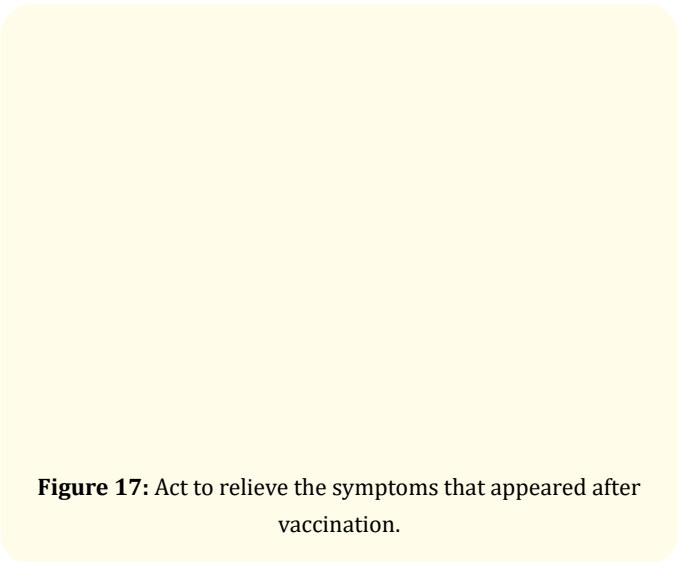 Figure 17: Act to relieve the symptoms that appeared after
vaccination.